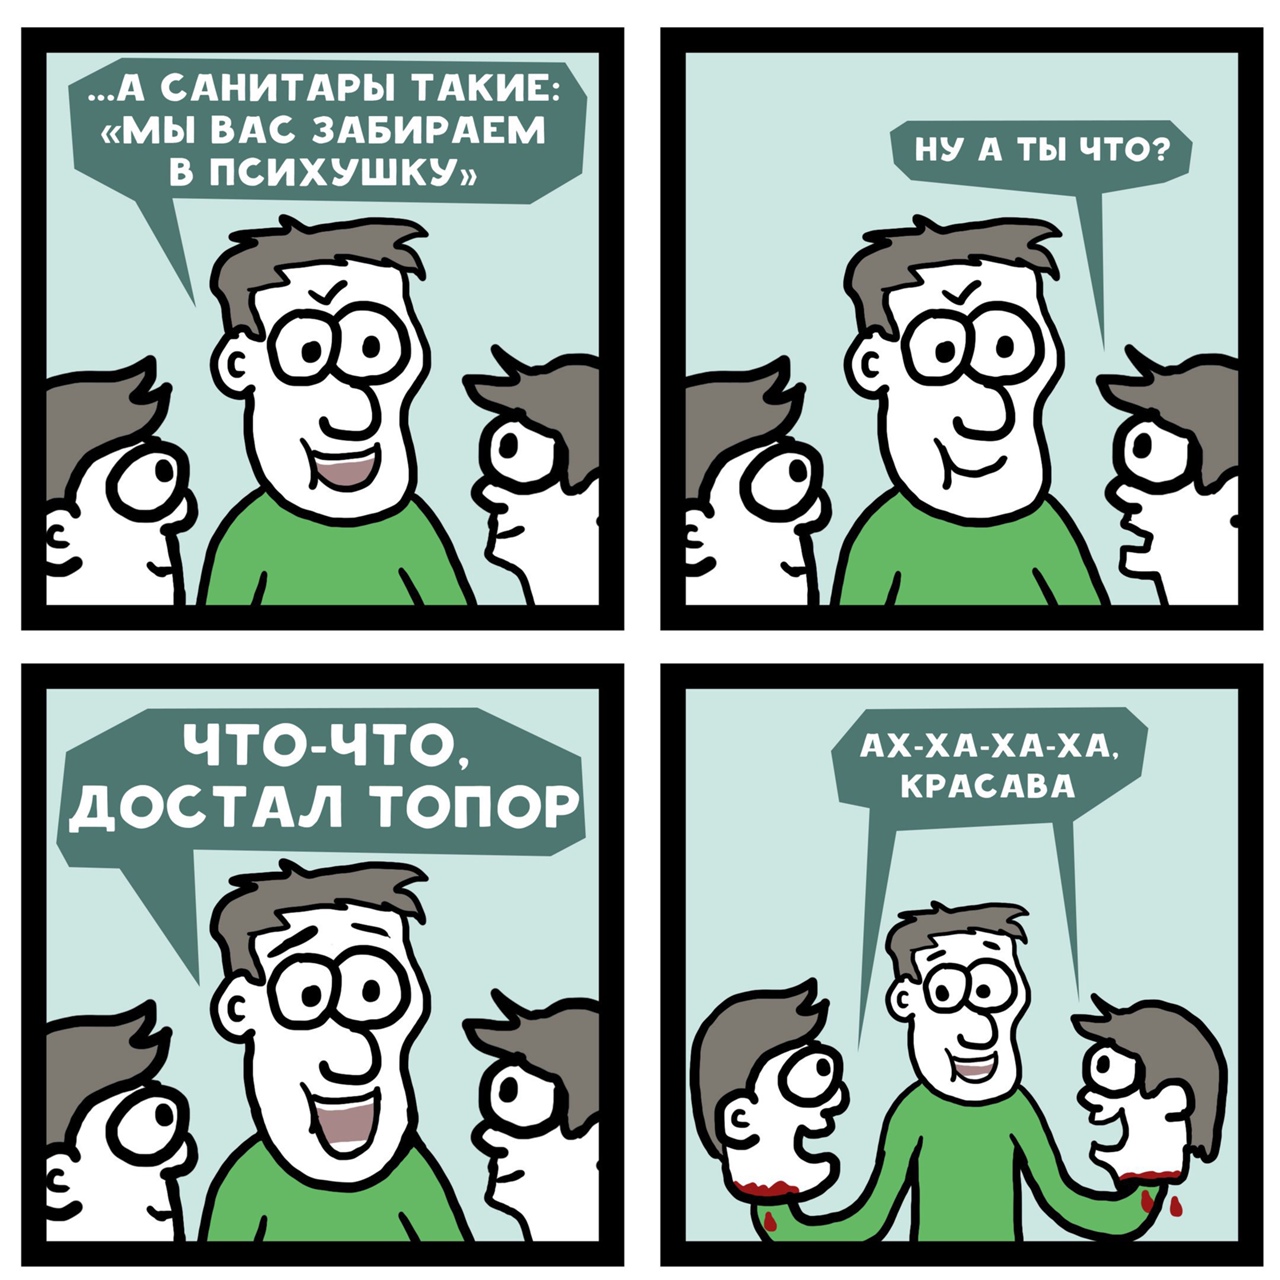 ...А САНИТАРЫ ТАКИЕ:
«МЫ ВАС ЗАБИРАЕМ
В ПСИХУШКУ»
НУ А ТЫ ЧТО?
ЧТО-ЧТО,
ДОСТАЛ ТОПОР
АХ-ХА-ХА-ХА,
КРАСАВА